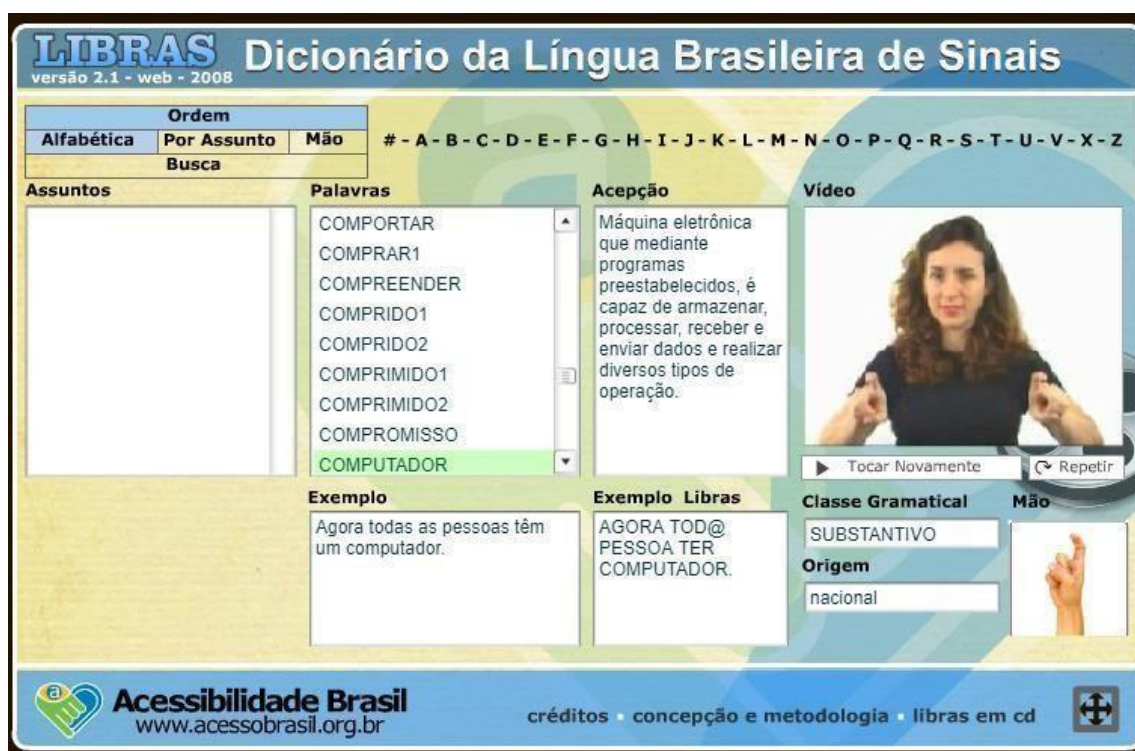 LIBRAS
versão 2.1 - web - 2008
Dicionário da Língua Brasileira de Sinais
Ordem
Alfabética Por Assunto Mão
Busca
# - A - B - C - D - E - F - G - H - I - J - K - L - M - N - O - P - Q - R - S - T - U - V - X - Z
Assuntos
Palavras
COMPORTAR
COMPRAR1
COMPREENDER
COMPRIDO1
COMPRIDO2
COMPRIMIDO1
COMPRIMIDO2
COMPROMISSO
COMPUTADOR
Acepção
Máquina eletrônica
que mediante
programas
preestabelecidos, é
capaz de armazenar,
processar, receber e
enviar dados e realizar
diversos tipos de
operação.
Vídeo
Tocar Novamente
Repetir
Exemplo
Agora todas as pessoas têm
um computador.
Exemplo Libras
AGORA TOD@
PESSOA TER
COMPUTADOR.
Classe Gramatical
SUBSTANTIVO
Origem
nacional
Mão
a
Acessibilidade Brasil
www.acessobrasil.org.br
créditos - concepção e metodologia - libras em cd